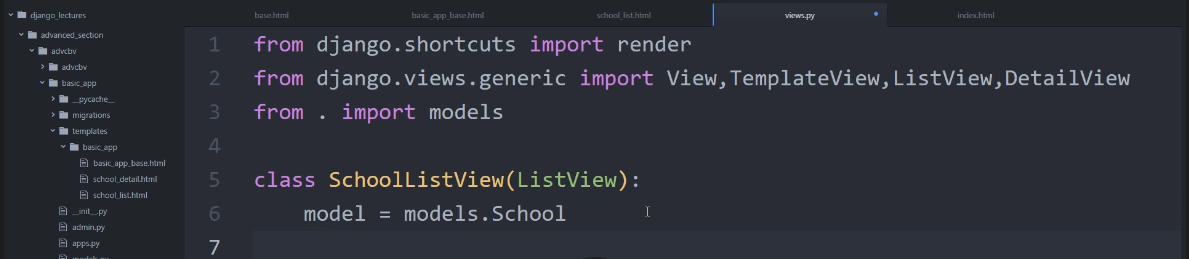 django_lectures
advanced_section
advcbv
advcbv
basic_app
__pycache__
migrations
templates
basic_app
basic_app_base.html
school_detail.html
school_list.html
__init__.py
admin.py
apps.py
models.py
base.html
basic_app_base.html
school_list.html
views.py
index.html
1 from django.shortcuts import render
2 from django.views.generic import View,TemplateView,ListView,DetailView
3 from . import models
4
5 class SchoolListView(ListView):
6 model = models.School
7